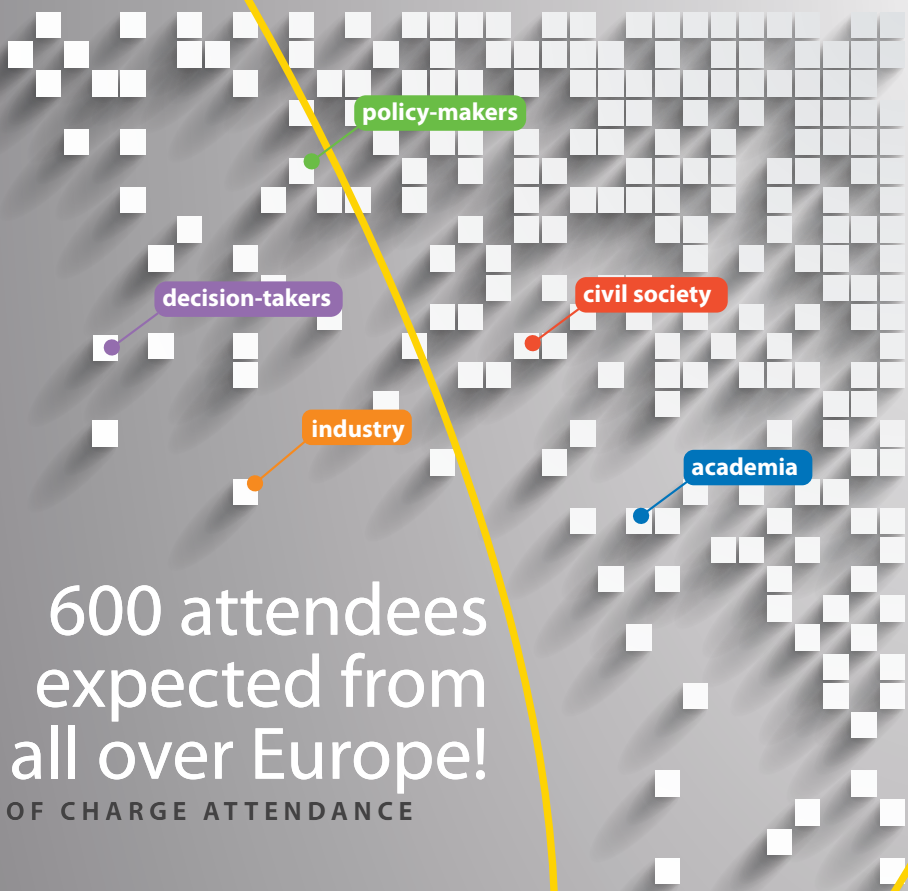 policy-makers
decision-takers
civil society
industry
academia
600 attendees
expected from
all over Europe!
OF CHARGE ATTENDANCE